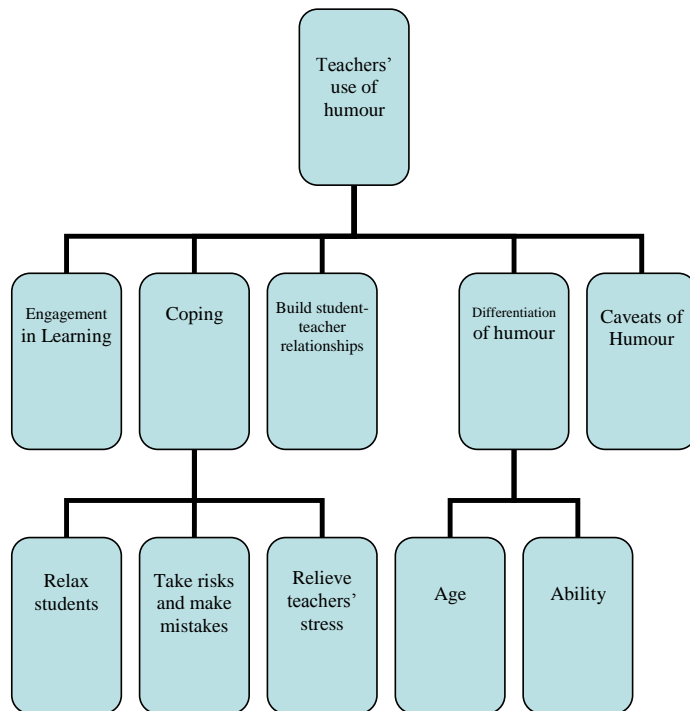 Teachers’
use of
humour
Engagement
in Learning
Coping
Build student-
teacher
relationships
Differentiation
of humour
Caveats of
Humour
Relax
students
Take risks
and make
mistakes
Relieve
teachers’
stress
Age
Ability